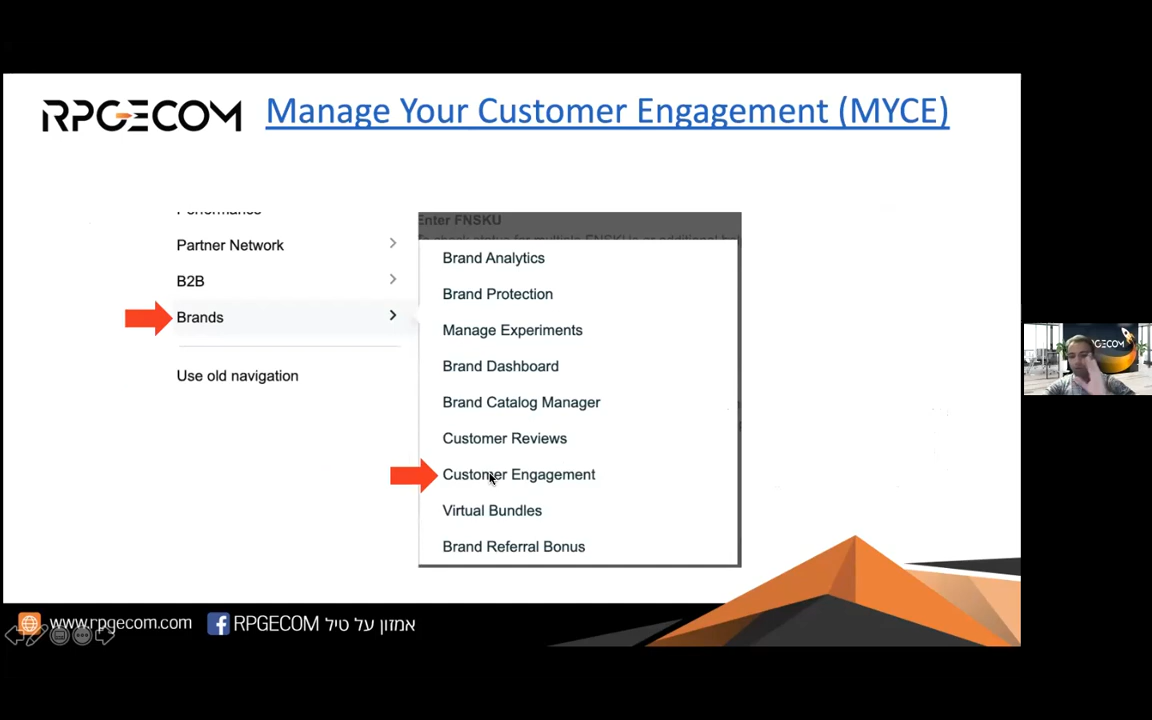 RPGECOM
Manage Your Customer Engagement (MYCE)
Performance
Partner Network
B2B
Brands
Use old navigation
Enter FNSKU
Brand Analytics
Brand Protection
Manage Experiments
Brand Dashboard
Brand Catalog Manager
Customer Reviews
Customer Engagement
Virtual Bundles
Brand Referral Bonus
www.rpgecom.com
RPGECOM אמזון על טיל
RPGECOM